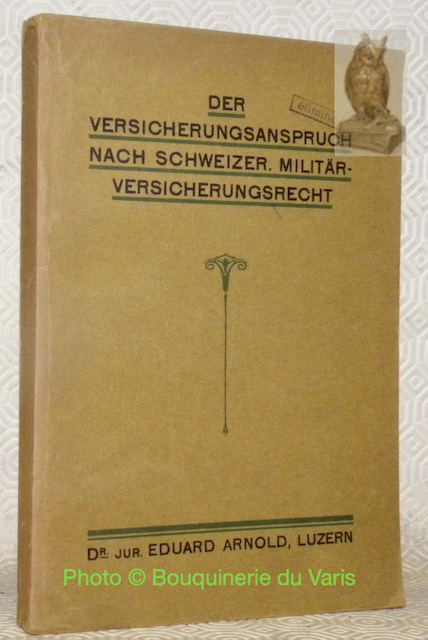 DER
VERSICHERUNGSANSPRUCH
NACH SCHWEIZER. MILITÄR-
VERSICHERUNGSRECHT
DR. JUR. EDUARD ARNOLD, LUZERN
Photo © Bouquinerie du Varis